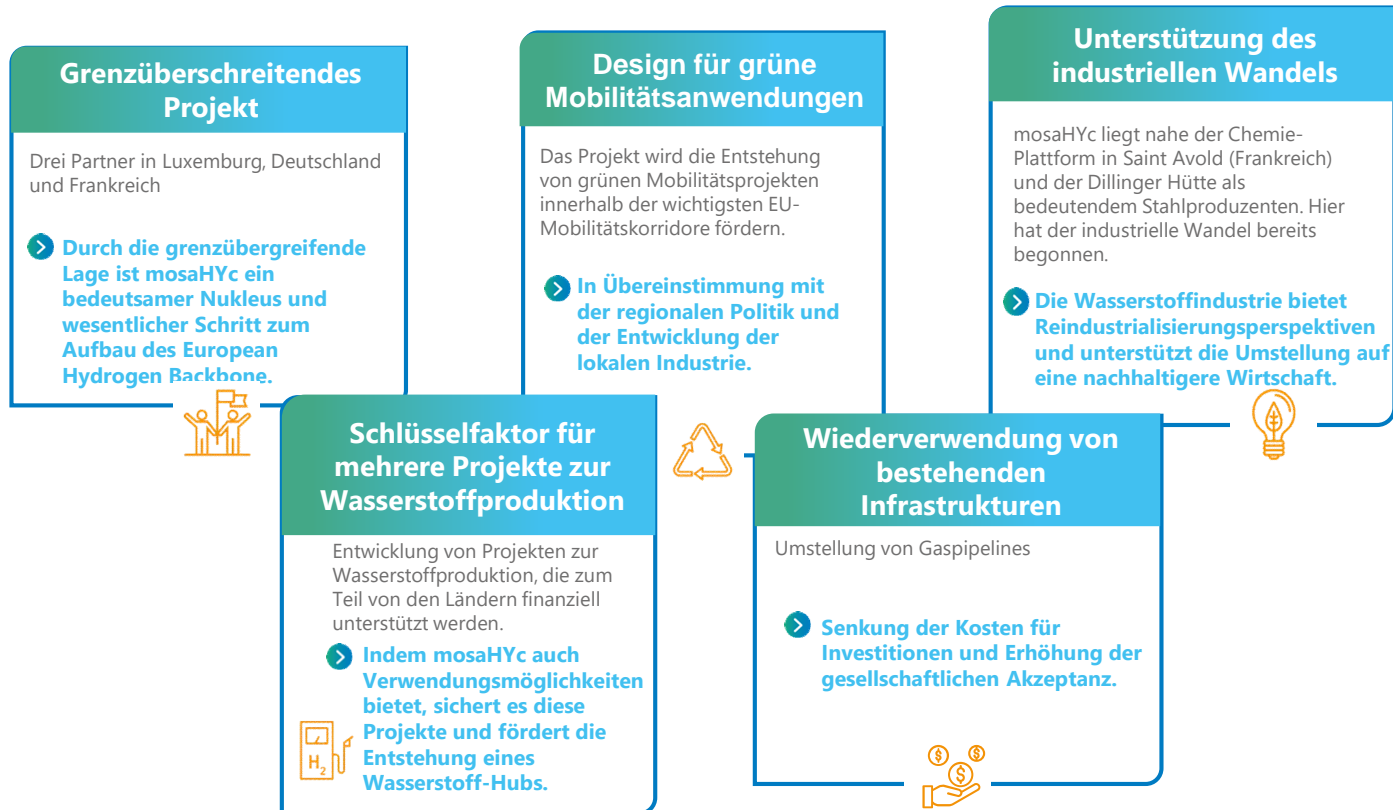 Grenzüberschreitendes
Projekt
Drei Partner in Luxemburg, Deutschland
und Frankreich
Durch die grenzübergreifende
Lage ist mosaHYc ein
bedeutsamer Nukleus und
wesentlicher Schritt zum
Aufbau des European
Hydrogen Backbone.
Design für grüne
Mobilitätsanwendungen
Das Projekt wird die Entstehung
von grünen Mobilitätsprojekten
innerhalb der wichtigsten EU-
Mobilitätskorridore fördern.
In Übereinstimmung mit
der regionalen Politik und
der Entwicklung der
lokalen Industrie.
Unterstützung des
industriellen Wandels
mosaHYc liegt nahe der Chemie-
Plattform in Saint Avold (Frankreich)
und der Dillinger Hütte als
bedeutendem Stahlproduzenten. Hier
hat der industrielle Wandel bereits
begonnen.
Die Wasserstoffindustrie bietet
Reindustrialisierungsperspektiven
und unterstützt die Umstellung auf
eine nachhaltigere Wirtschaft.
Schlüsselfaktor für
mehrere Projekte zur
Wasserstoffproduktion
Entwicklung von Projekten zur
Wasserstoffproduktion, die zum
Teil von den Ländern finanziell
unterstützt werden.
Indem mosaHYc auch
Verwendungsmöglichkeiten
bietet, sichert es diese
Projekte und fördert die
Entstehung eines
Wasserstoff-Hubs.
H2
Wiederverwendung von
bestehenden
Infrastrukturen
Umstellung von Gaspipelines
Senkung der Kosten für
Investitionen und Erhöhung der
gesellschaftlichen Akzeptanz.
$ $ $